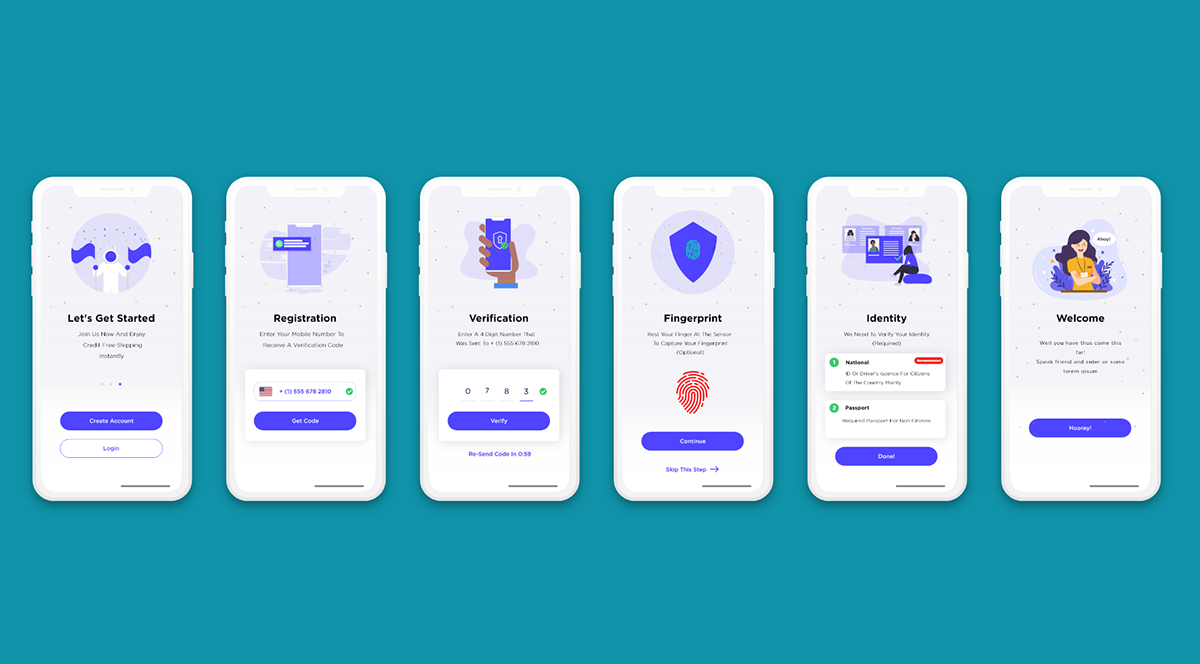 Let's Get Started
Join Us Now And Enjoy
Credit Free Shipping
Instantly
Create Account
Login
Registration
Enter Your Mobile Number To
Receive A Verification Code
+ (1) 555 678 2810
Get Code
Verification
Enter A 4 Digit Number That
Was Sent To + (1) 555 678 2810
0 7 8 3
Verify
Re-Send Code In 0:59
Fingerprint
Rest Your Finger At The Sensor
To Capture Your Fingerprint
(Optional)
Continue
Skip This Step
Identity
We Need To Verify Your Identity
(Required)
1 National
Recommended
ID Or Driver's Iscence For Citizens
Of The Country Mainly
2 Passport
Required Passport For Non Citizens
Done!
Ahoy!
Welcome
Well you have thus come this
far!
Speak friend and enter or some
lorem ipsum
Hooray!